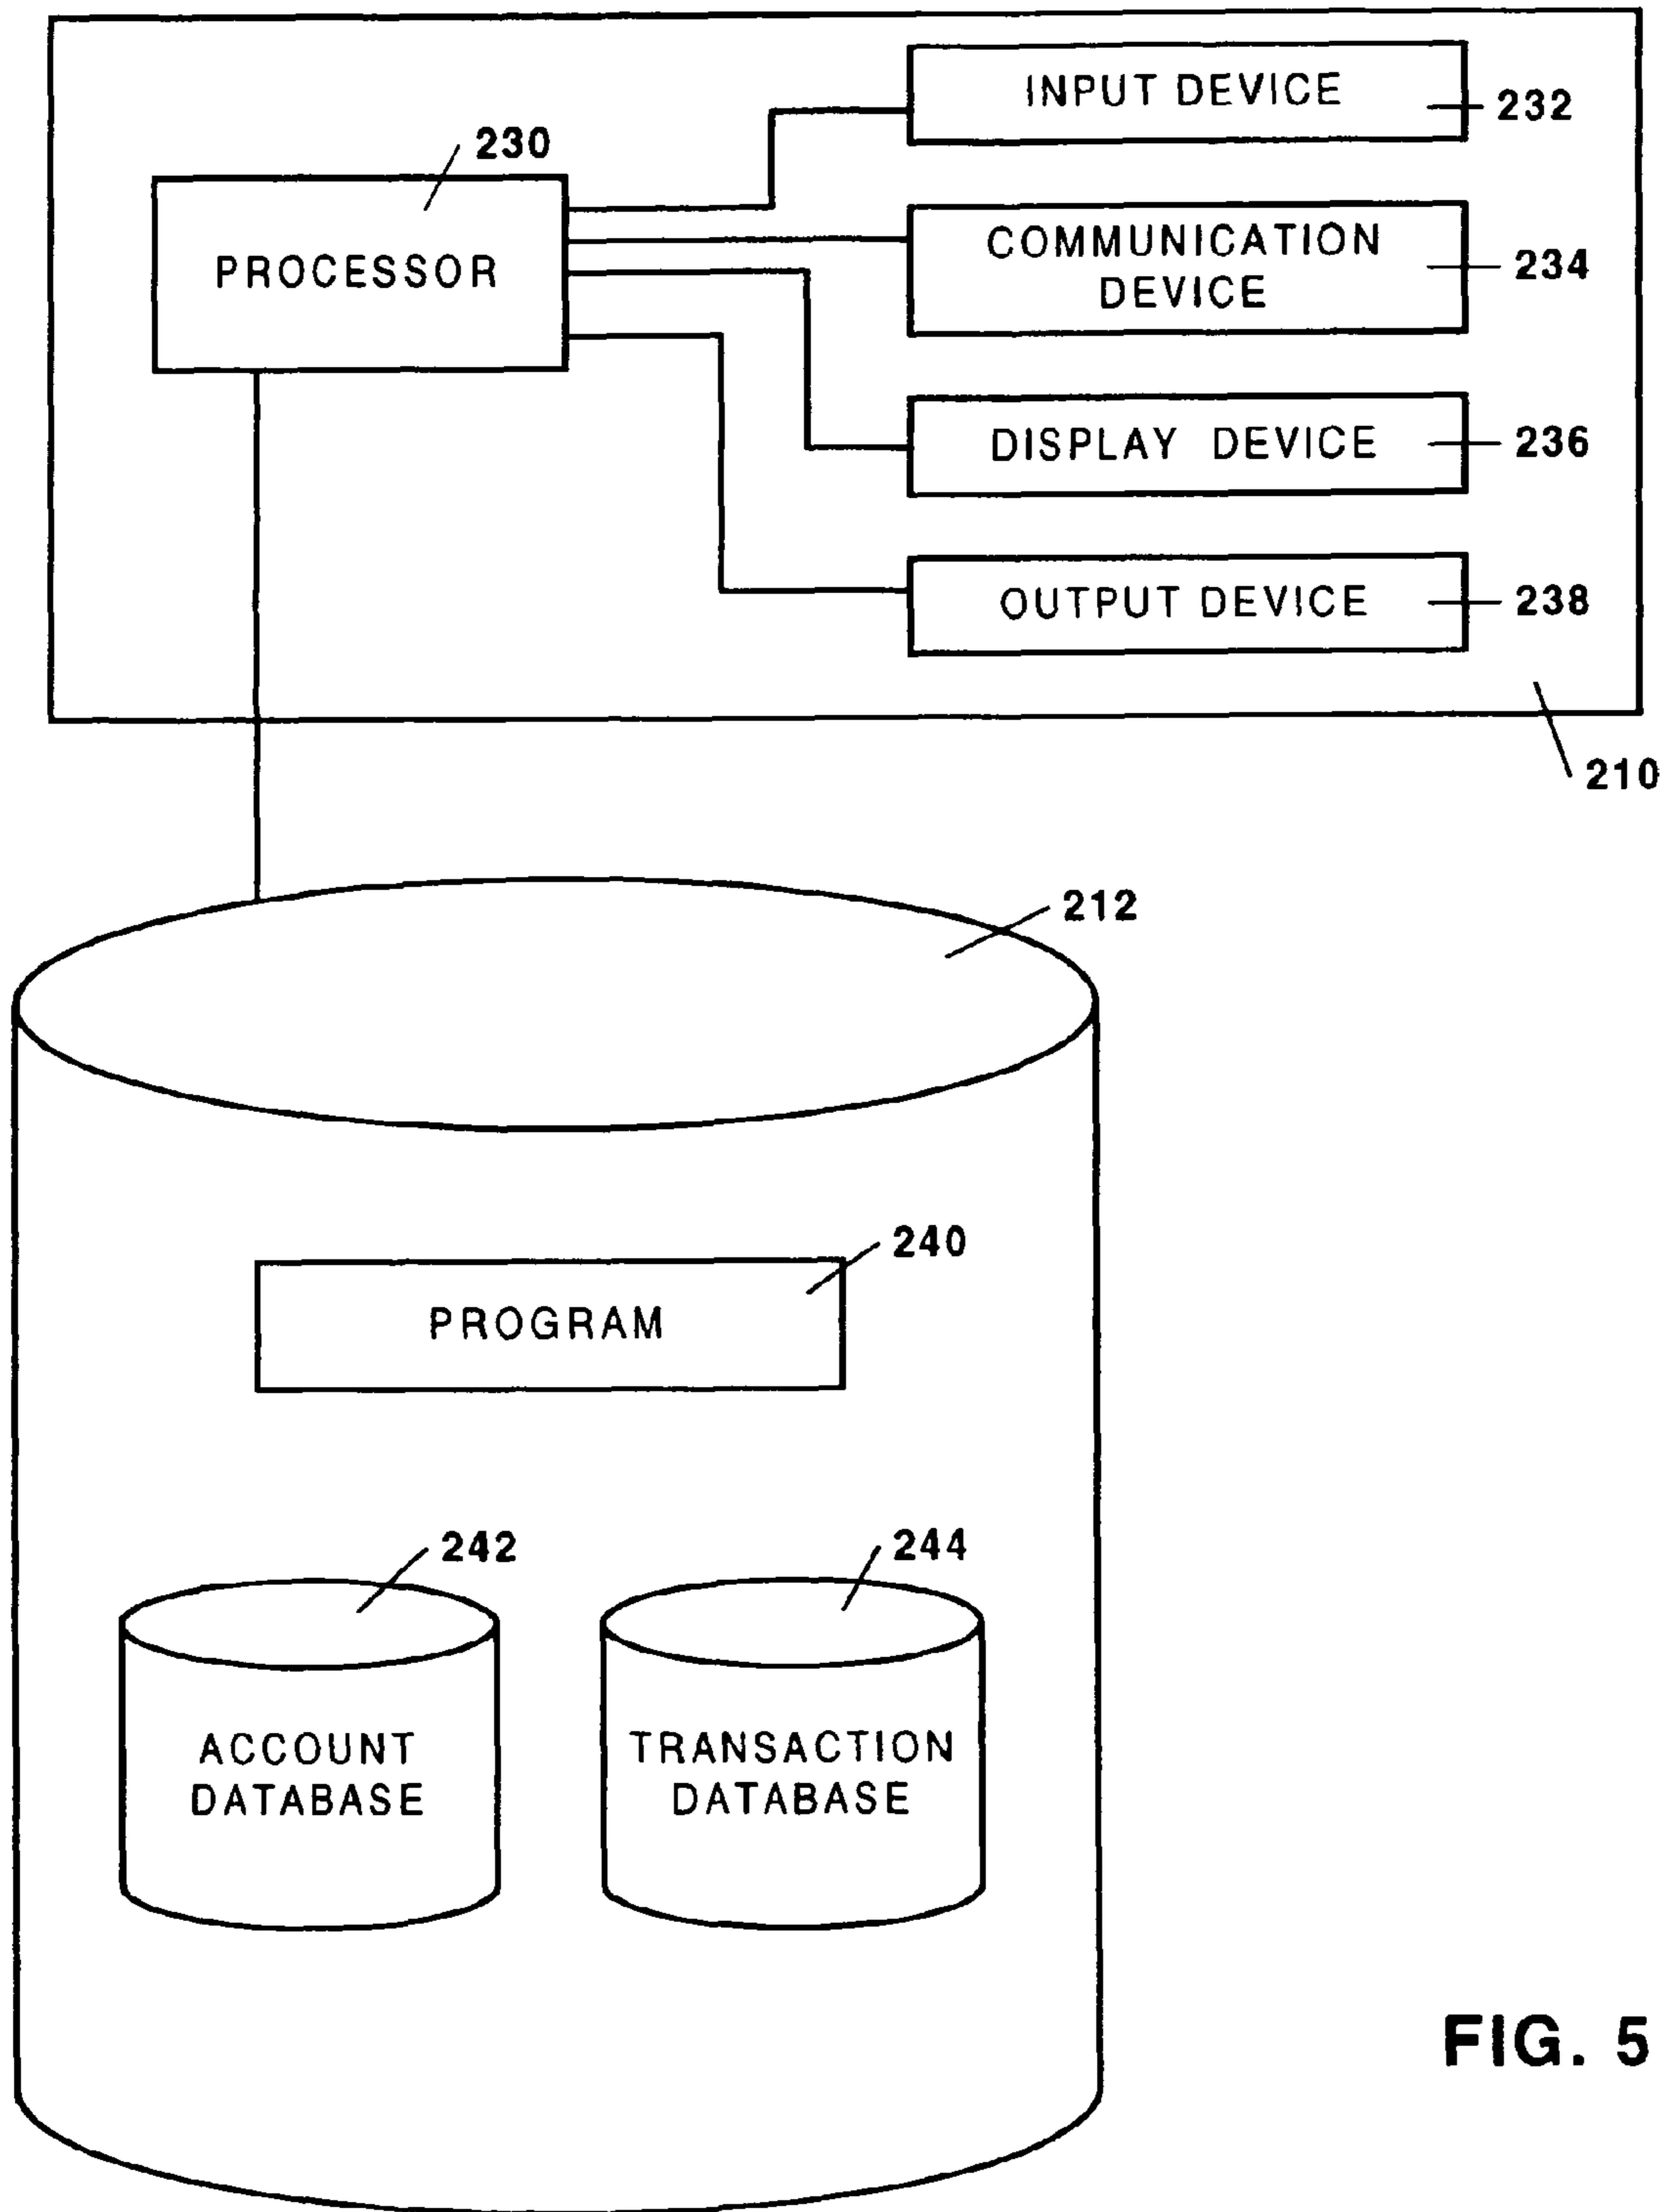 INPUT DEVICE
232
230
PROCESSOR
COMMUNICATION
DEVICE
234
DISPLAY DEVICE
236
OUTPUT DEVICE
238
210
212
240
PROGRAM
242
244
ACCOUNT
DATABASE
TRANSACTION
DATABASE
FIG. 5